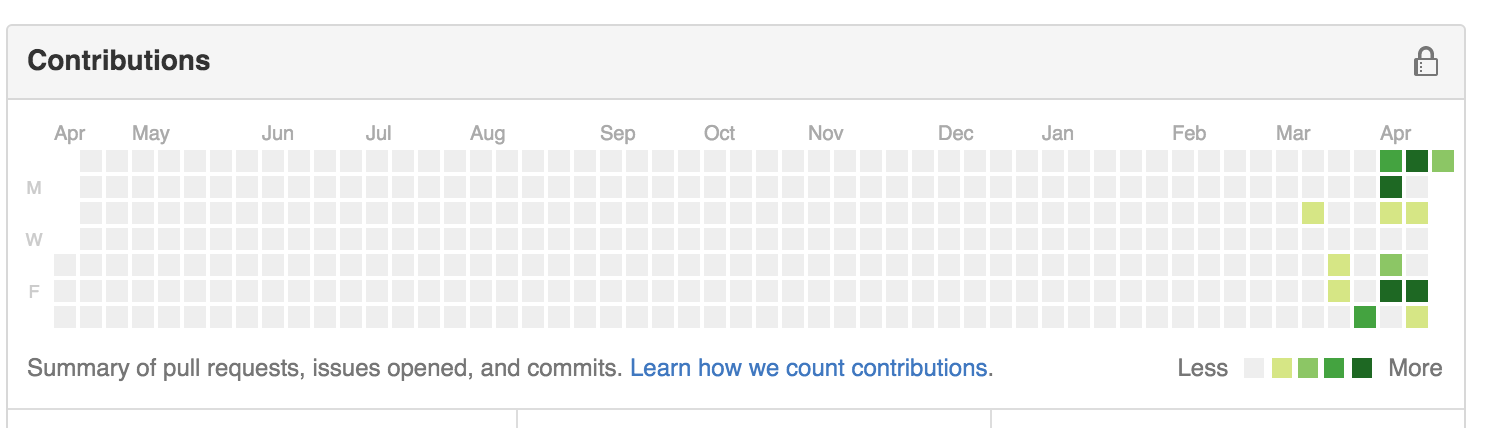 Contributions
Apr May Jun Jul Aug Sep Oct Nov Dec Jan Feb Mar Apr
M
W
F
Summary of pull requests, issues opened, and commits. Learn how we count contributions. Less More